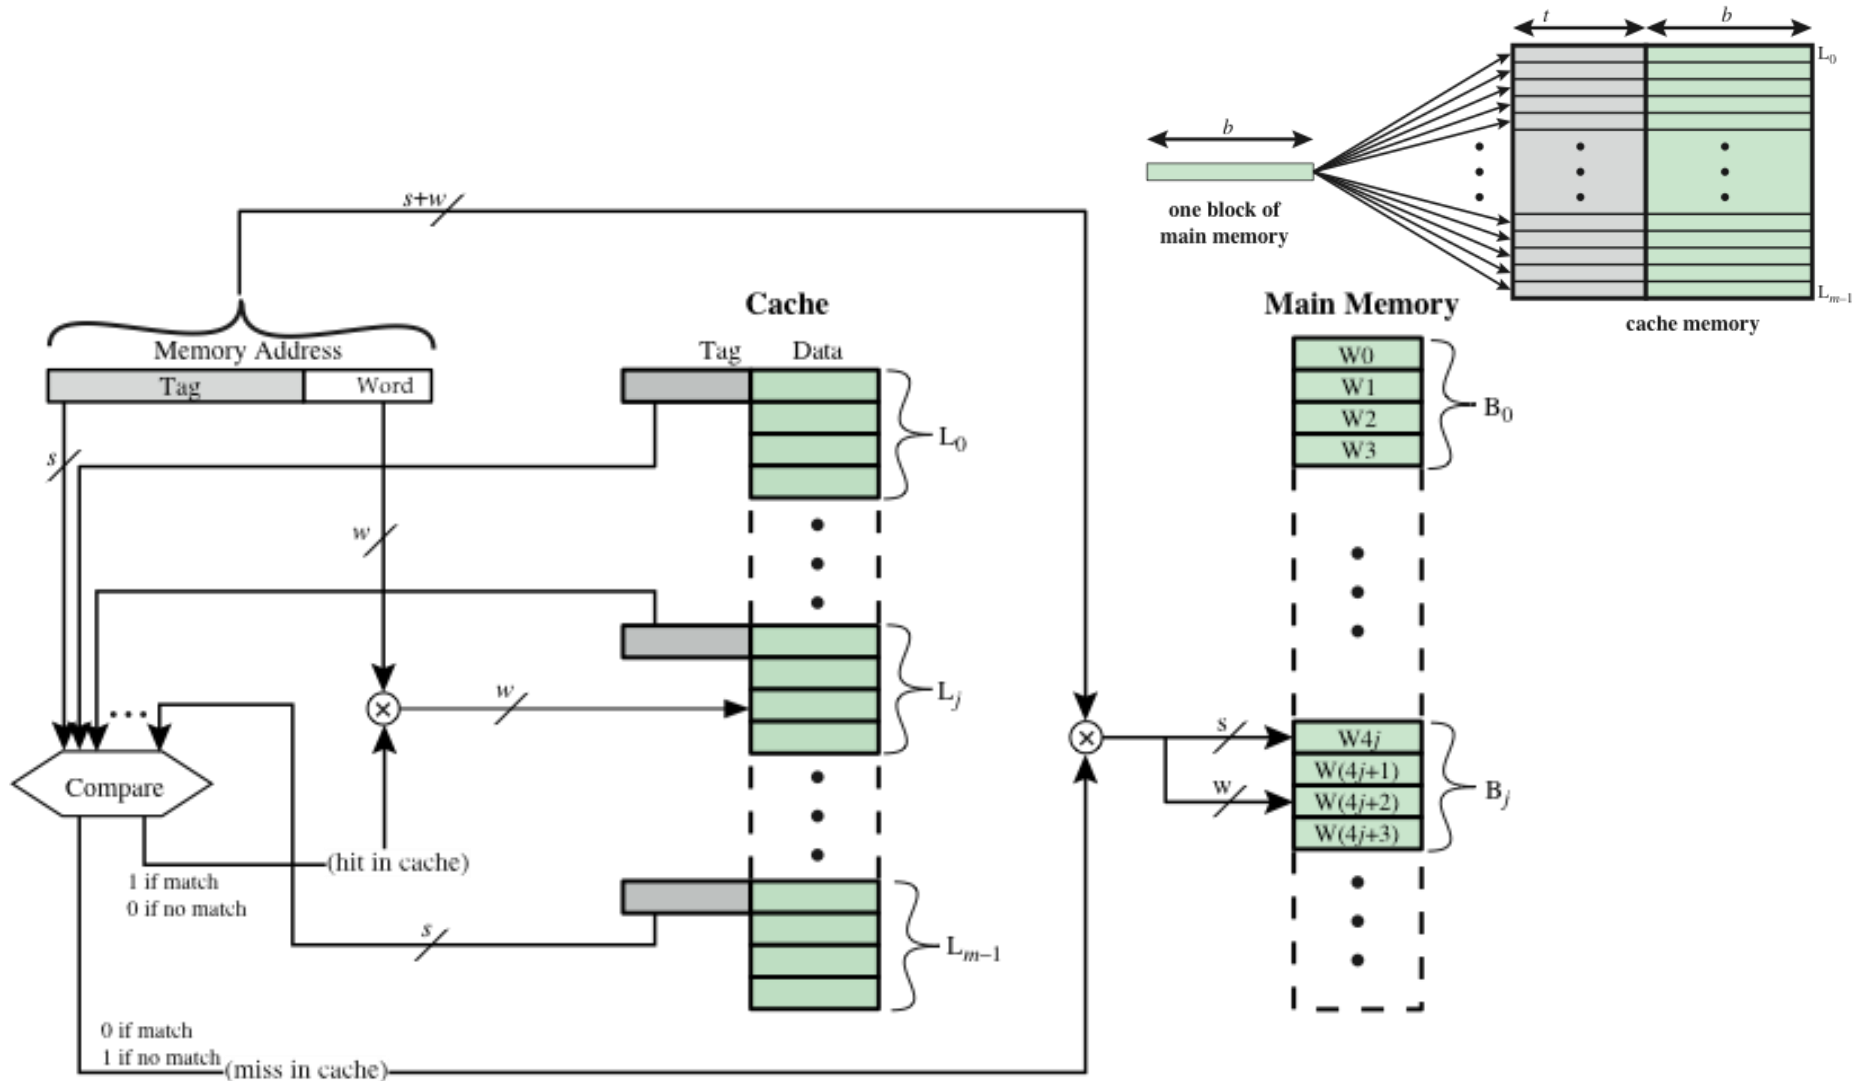 t
b
L0
b
one block of
main memory
Lm–1
cache memory
s+w
Cache
Main Memory
Memory Address
Tag
Data
Tag
Word
W0
W1
W2
W3
B0
L0
s
w
w
Lj
Compare
s
W4j
W(4j+1)
w
W(4j+2)
W(4j+3)
Bj
(hit in cache)
1 if match
0 if no match
s
Lm–1
0 if match
1 if no match
(miss in cache)